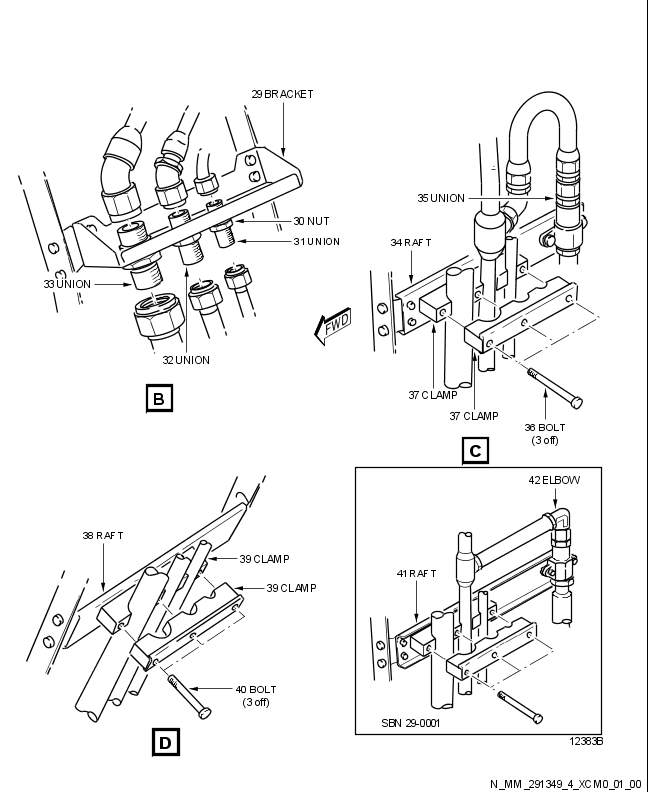 29 BRACKET
30 NUT
31 UNION
33 UNION
32 UNION
B
35 UNION
34 RAFT
FWD
37 CLAMP
37 CLAMP
36 BOLT
(3 off)
C
38 RAFT
39 CLAMP
39 CLAMP
40 BOLT
(3 off)
D
42 ELBOW
41 RAFT
SBN 29-0001
12383B
N_MM_291349_4_XCM0_01_00